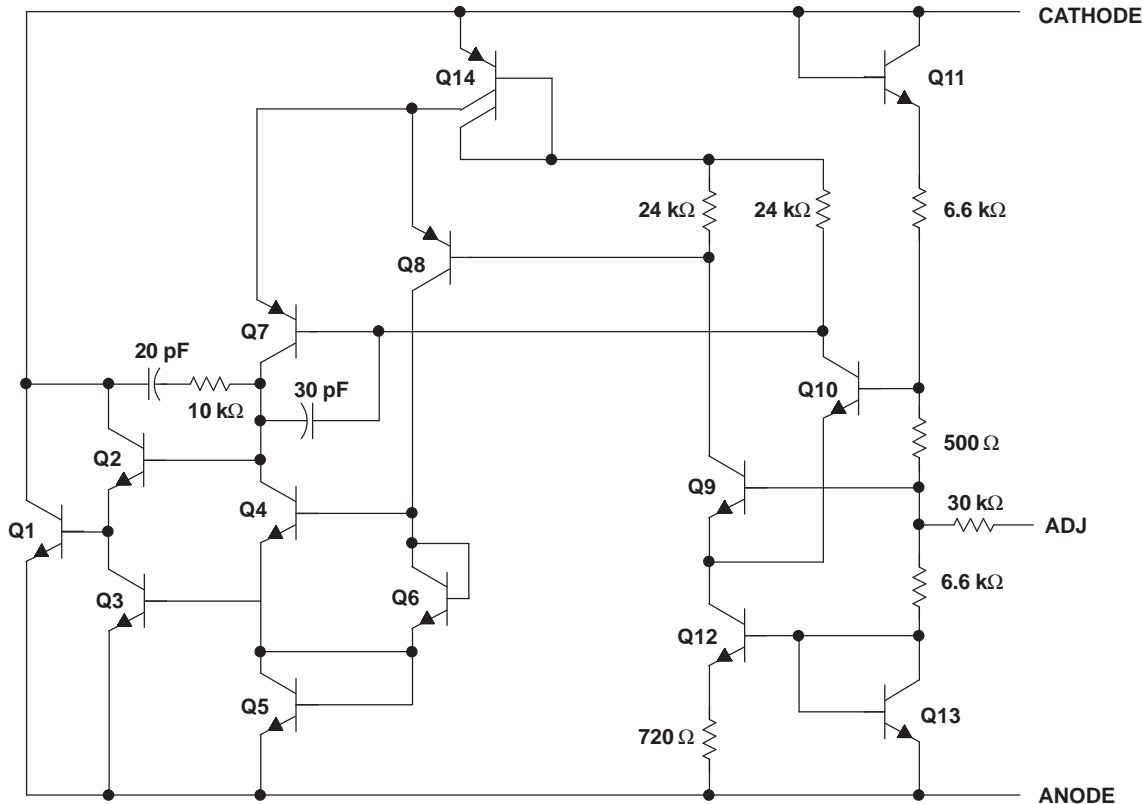 CATHODE
Q14
Q11
24 kΩ
24 kΩ
6.6 kΩ
Q8
Q7
20 pF
30 pF
10 kΩ
Q10
500 Ω
Q2
Q9
Q4
30 kΩ
Q1
ADJ
6.6 kΩ
Q3
Q6
Q12
Q5
Q13
720 Ω
ANODE